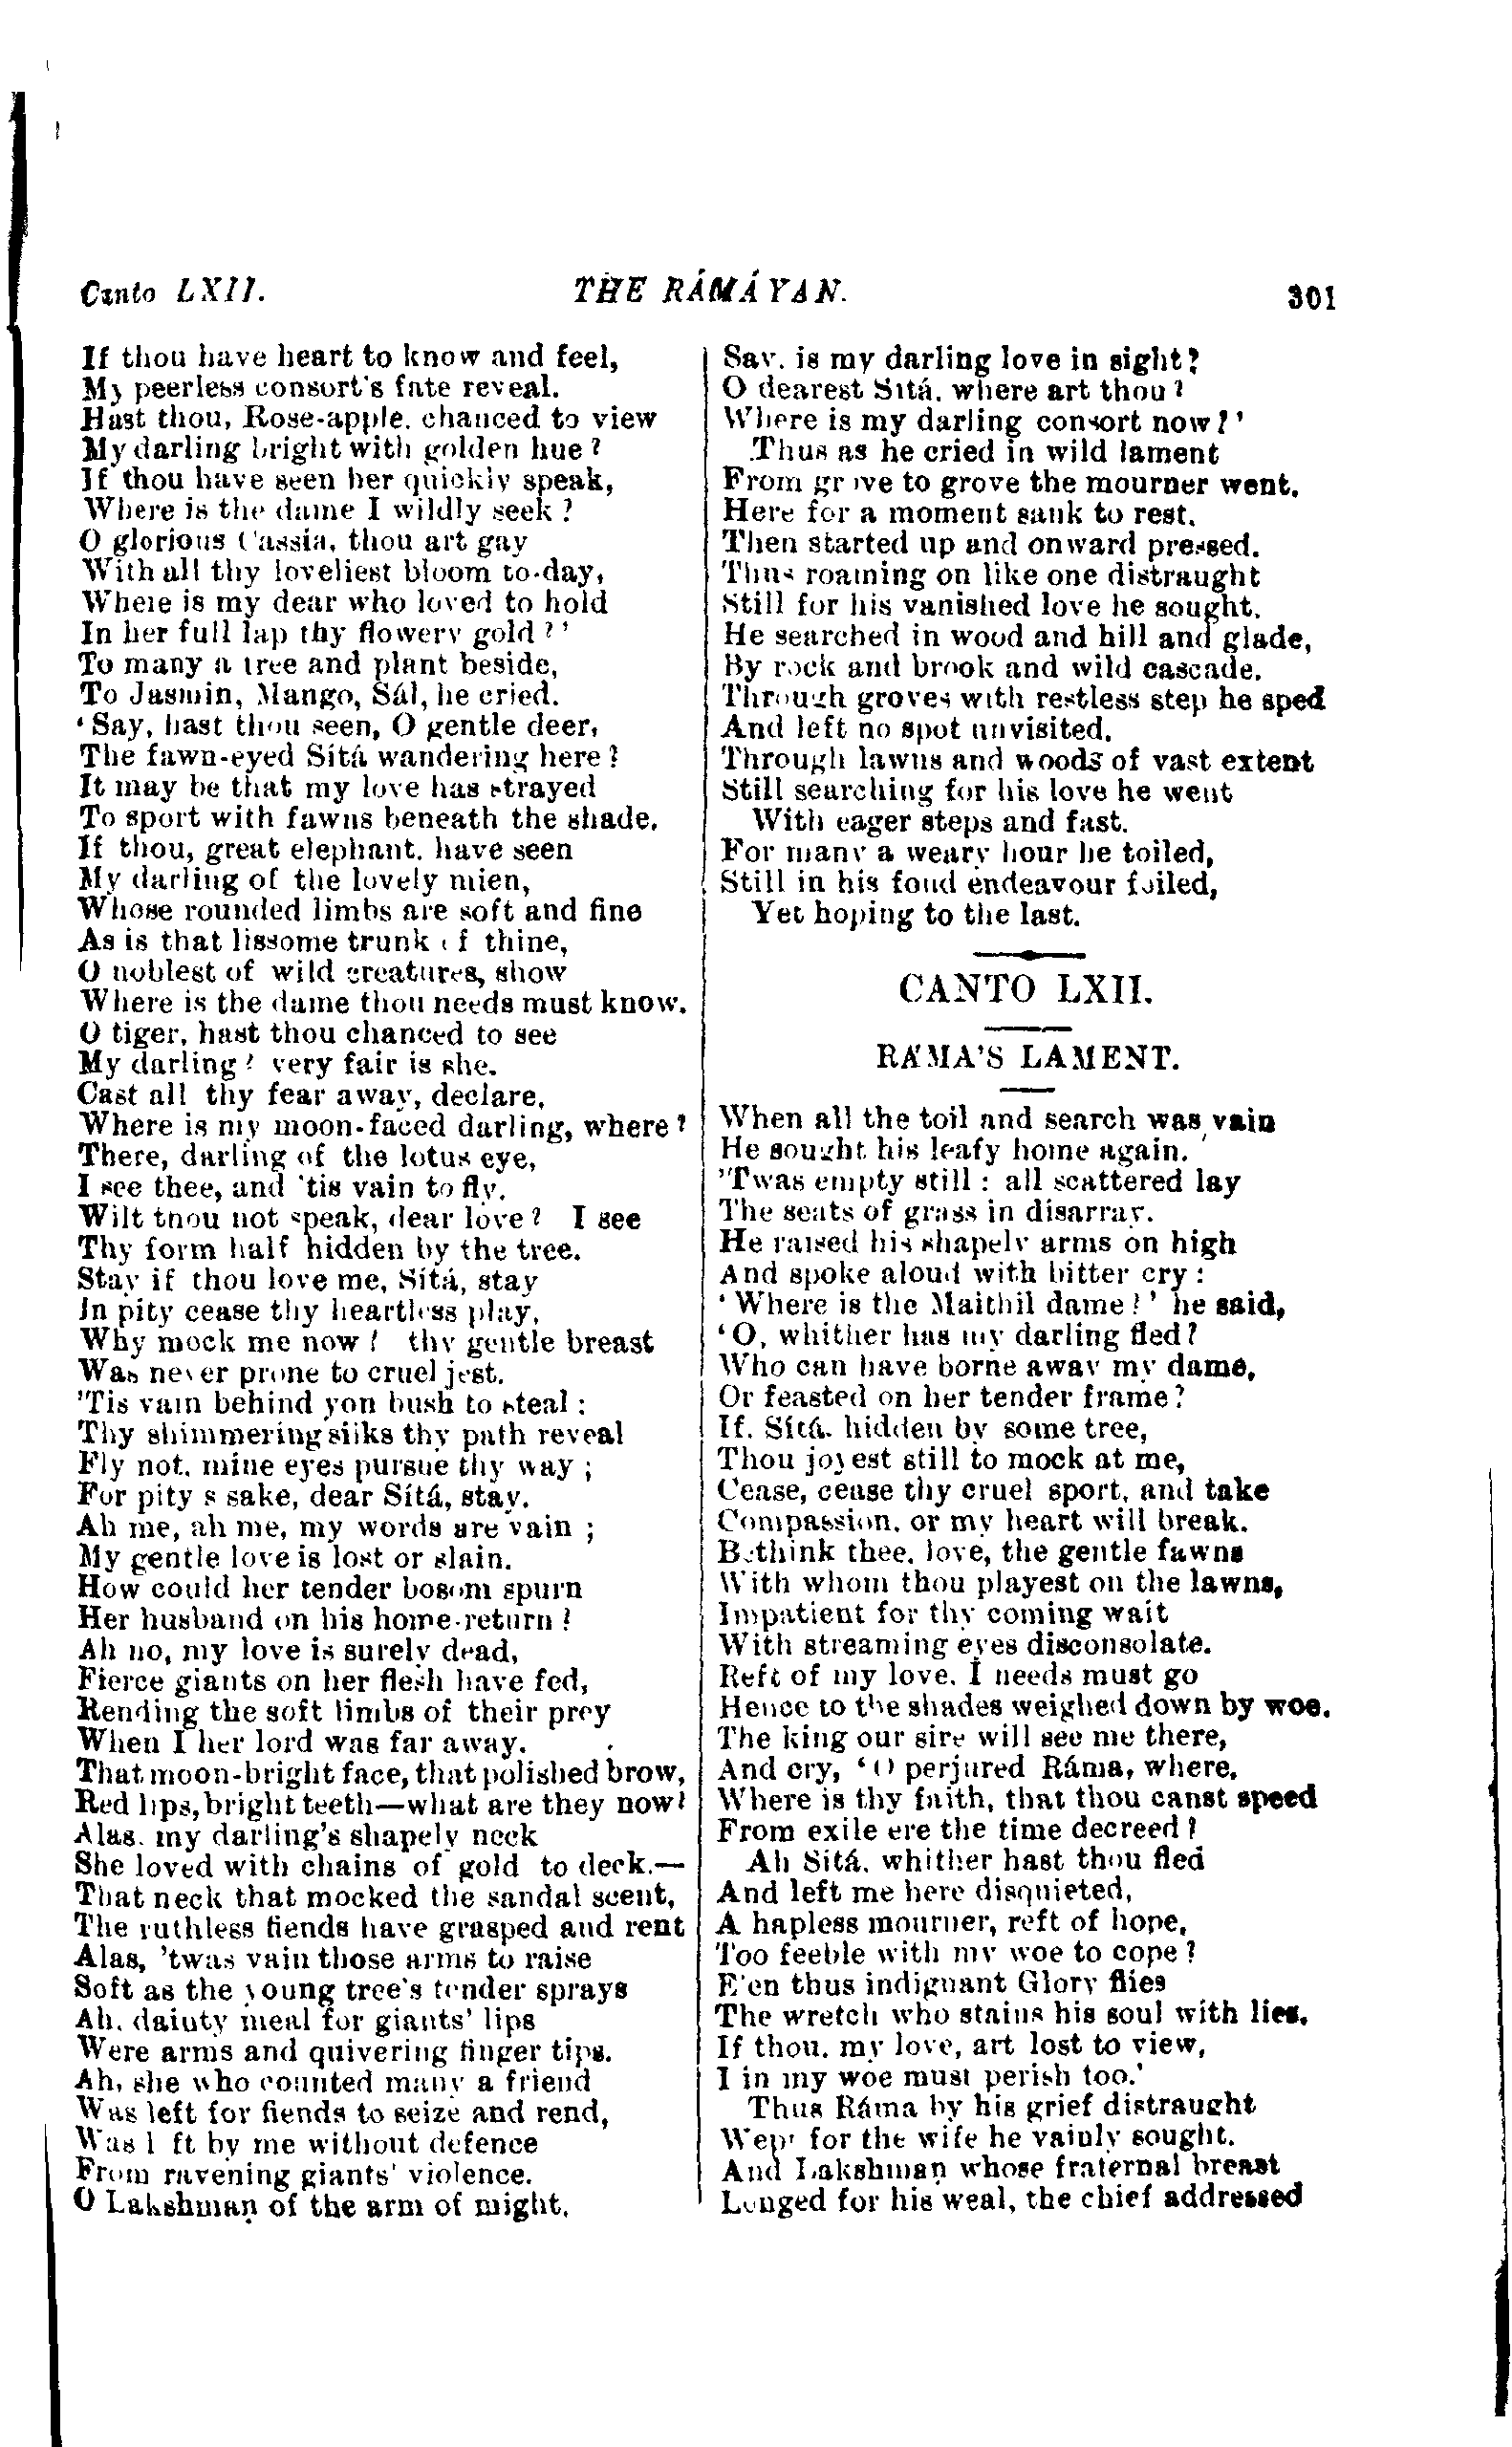 Canto LXII.
THE RÁMÁYAN.
301
If thou have heart to know and feel,
My peerless consort's fate reveal.
Hast thou, Rose-apple, chanced to view
My darling bright with golden hue?
If thou have seen her quickly speak,
Where is the dame I wildly seek?
O glorious Cassia, thou art gay
With all thy loveliest bloom to-day,
Where is my dear who loved to hold
In her full lap thy flowery gold?'
To many a tree and plant beside,
To Jasmin, Mango, Sál, he cried.
'Say, hast thou seen, O gentle deer,
The fawn-eyed Sítá wandering here?
It may be that my love has strayed
To sport with fawns beneath the shade.
If thou, great elephant, have seen
My darling of the lovely mien,
Whose rounded limbs are soft and fine
As is that lissome trunk of thine,
O noblest of wild creatures, show
Where is the dame thou needs must know.
O tiger, hast thou chanced to see
My darling? very fair is she.
Cast all thy fear away, declare,
Where is my moon-faced darling, where?
There, darling of the lotus eye,
I see thee, and 'tis vain to fly.
Wilt thou not speak, dear love? I see
Thy form half hidden by the tree.
Stay if thou love me, Sítá, stay
In pity cease thy heartless play,
Why mock me now? thy gentle breast
Was never prone to cruel jest.
'Tis vain behind yon bush to steal:
Thy shimmering silks thy path reveal
Fly not, mine eyes pursue thy way;
For pity s sake, dear Sítá, stay.
Ah me, ah me, my words are vain;
My gentle love is lost or slain.
How could her tender bosom spurn
Her husband on his home-return?
Ah no, my love is surely dead,
Fierce giants on her flesh have fed,
Rending the soft limbs of their prey
When I her lord was far away.
That moon-bright face, that polished brow,
Red lips, bright teeth—what are they now?
Alas, my darling's shapely neck
She loved with chains of gold to deck,—
That neck that mocked the sandal scent,
The ruthless fiends have grasped and rent
Alas, 'twas vain those arms to raise
Soft as the young tree's tender sprays
Ah, dainty meal for giants' lips
Were arms and quivering finger tips.
Ah, she who counted many a friend
Was left for fiends to seize and rend,
Was left by me without defence
From ravening giants' violence.
O Lakshmaṇ of the arm of might,
Say, is my darling love in sight?
O dearest Sítá, where art thou?
Where is my darling consort now?'
Thus as he cried in wild lament
From grove to grove the mourner went,
Here for a moment sank to rest,
Then started up and onward pressed.
Thus roaming on like one distraught
Still for his vanished love he sought,
He searched in wood and hill and glade,
By rock and brook and wild cascade.
Through groves with restless step he sped
And left no spot unvisited.
Through lawns and woods of vast extent
Still searching for his love he went
With eager steps and fast.
For many a weary hour he toiled,
Still in his fond endeavour foiled,
Yet hoping to the last.
CANTO LXII.
RÁMA'S LAMENT.
When all the toil and search was vain
He sought his leafy home again.
'Twas empty still: all scattered lay
The seats of grass in disarray.
He raised his shapely arms on high
And spoke aloud with bitter cry:
'Where is the Maithil dame?' he said,
'O, whither has my darling fled?
Who can have borne away my dame,
Or feasted on her tender frame?
If, Sítá, hidden by some tree,
Thou joyest still to mock at me,
Cease, cease thy cruel sport, and take
Compassion, or my heart will break.
Bethink thee, love, the gentle fawns
With whom thou playest on the lawns,
Impatient for thy coming wait
With streaming eyes disconsolate.
Reft of my love, I needs must go
Hence to the shades weighed down by woe.
The king our sire will see me there,
And cry, 'O perjured Ráma, where,
Where is thy faith, that thou canst speed
From exile ere the time decreed?
Ah Sítá, whither hast thou fled
And left me here disquieted,
A hapless mourner, reft of hope,
Too feeble with my woe to cope?
E'en thus indignant Glory flies
The wretch who stains his soul with lies.
If thou, my love, art lost to view,
I in my woe must perish too.'
Thus Ráma by his grief distraught
Wept for the wife he vainly sought.
And Lakshmaṇ whose fraternal breast
Longed for his weal, the chief addressed